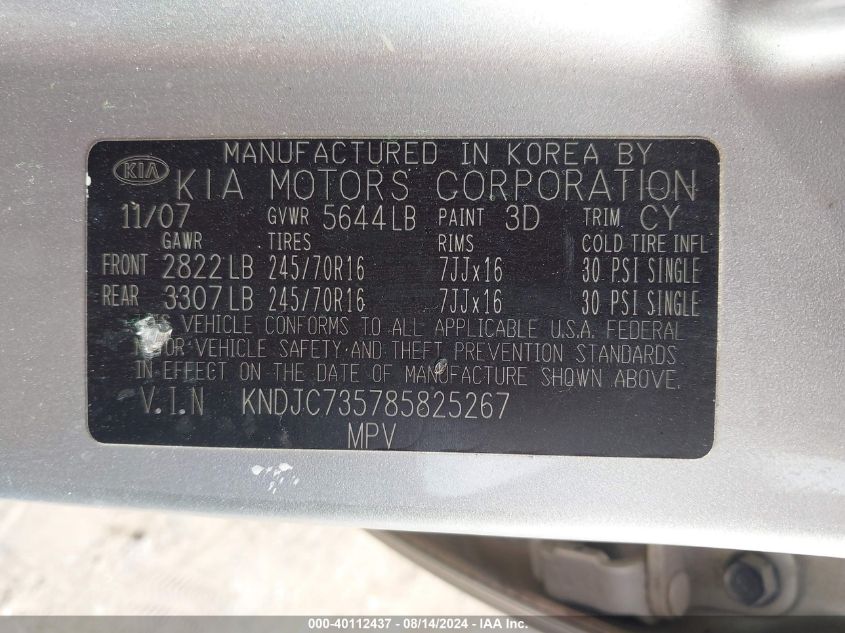 MANUFACTURED IN KOREA BY
KIA KIA MOTORS CORPORATION
11/07 GVWR 5644LB PAINT 3D TRIM CY
GAWR TIRES RIMS COLD TIRE INFL
FRONT 2822LB 245/70R16 7JJx16 30 PSI SINGLE
REAR 3307LB 245/70R16 7JJx16 30 PSI SINGLE
VEHICLE CONFORMS TO ALL APPLICABLE U.S.A. FEDERAL
VEHICLE SAFETY AND THEFT PREVENTION STANDARDS
IN EFFECT ON THE DATE OF MANUFACTURE SHOWN ABOVE.
V.I.N KNDJC735785825267
MPV
000-40112437 - 08/14/2024 - IAA Inc.